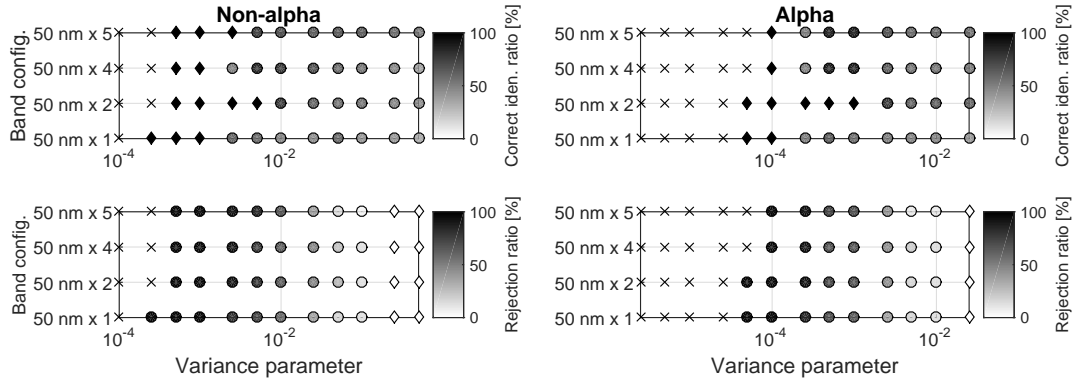 Non-alpha
Band config.
50 nm x 5
50 nm x 4
50 nm x 2
50 nm x 1
10-4
10-2
100
50
0
Correct iden. ratio [%]
Alpha
50 nm x 5
50 nm x 4
50 nm x 2
50 nm x 1
10-4
10-2
100
50
0
Correct iden. ratio [%]
Band config.
50 nm x 5
50 nm x 4
50 nm x 2
50 nm x 1
10-4
10-2
Variance parameter
100
50
0
Rejection ratio [%]
50 nm x 5
50 nm x 4
50 nm x 2
50 nm x 1
10-4
10-2
Variance parameter
100
50
0
Rejection ratio [%]